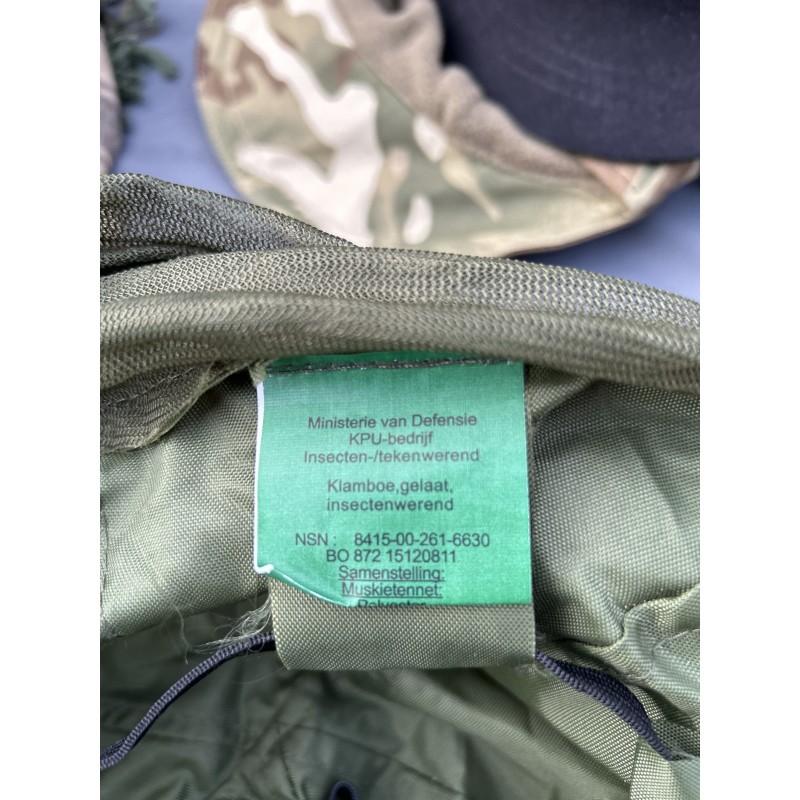 Ministerie van Defensie
KPU-bedrijf
Insecten-/tekenwerend
Klamboe,gelaat,
insectenwerend
NSN : 8415-00-261-6630
BO 872 15120811
Samenstelling:
Muskietennet:
Polyester